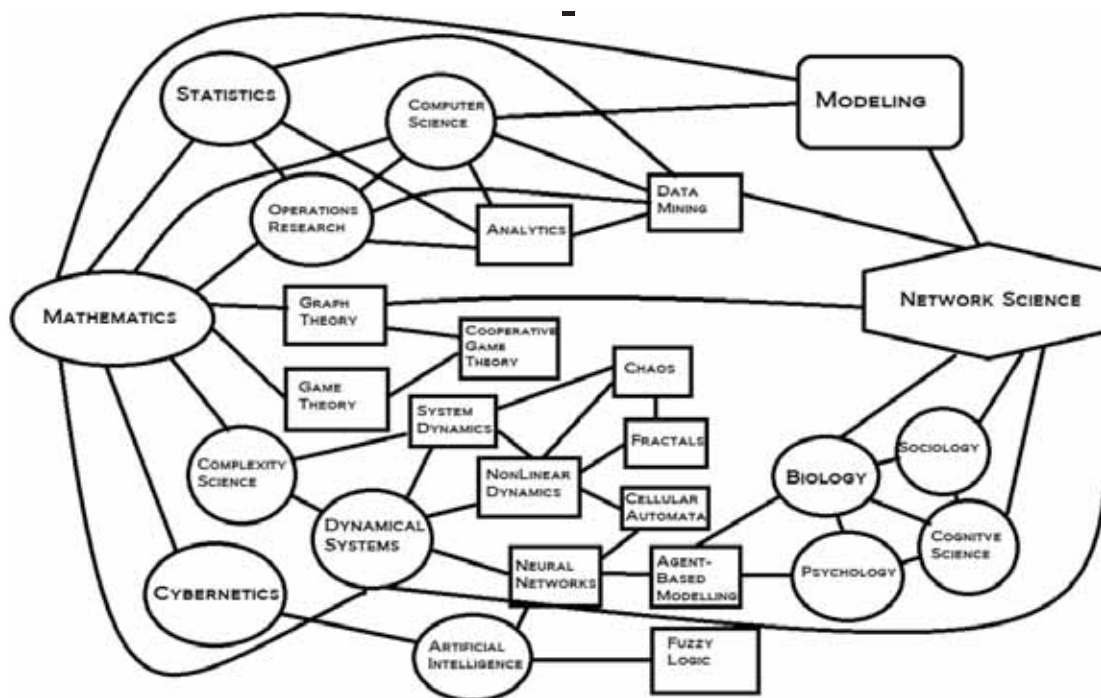 STATISTICS
COMPUTER
SCIENCE
MODELING
OPERATIONS
RESEARCH
ANALYTICS
DATA
MINING
MATHEMATICS
GRAPH
THEORY
NETWORK SCIENCE
COOPERATIVE
GAME
THEORY
GAME
THEORY
CHAOS
SYSTEM
DYNAMICS
FRACTALS
COMPLEXITY
SCIENCE
NONLINEAR
DYNAMICS
BIOLOGY
SOCIOLOGY
CELLULAR
AUTOMATA
DYNAMICAL
SYSTEMS
COGNITVE
SCIENCE
NEURAL
NETWORKS
AGENT-
BASED
MODELLING
PSYCHOLOGY
CYBERNETICS
ARTIFICIAL
INTELLIGENCE
FUZZY
LOGIC